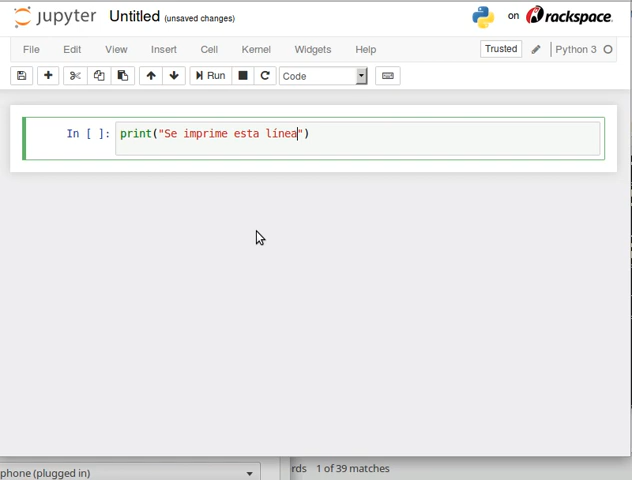 jupyter Untitled (unsaved changes) on rackspace.
File Edit View Insert Cell Kernel Widgets Help Trusted Python 3
Run Code
In [ ]: print("Se imprime esta línea")
phone (plugged in) rds 1 of 39 matches